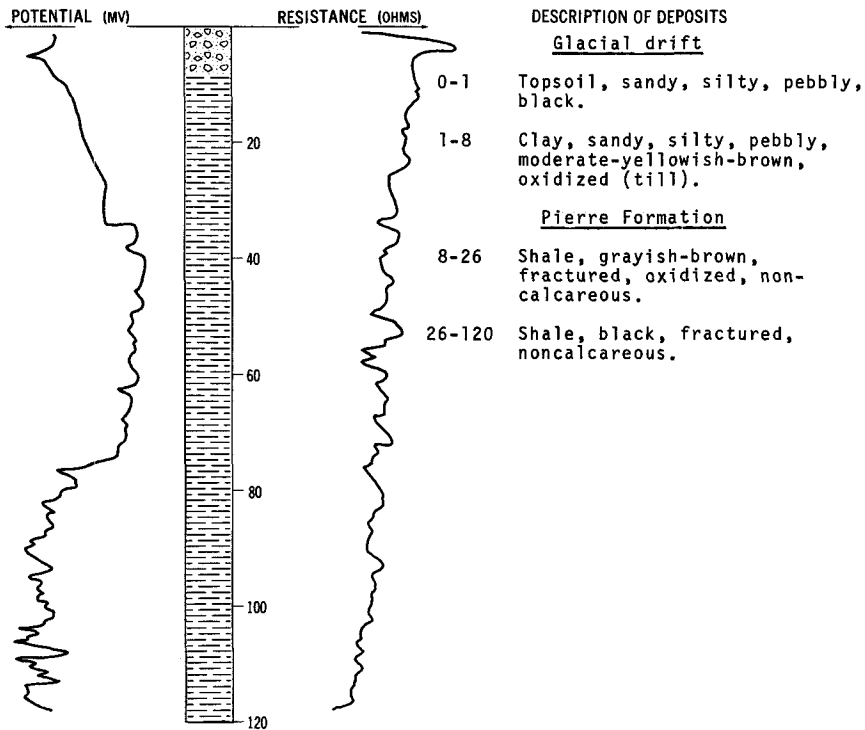 POTENTIAL (MV) RESISTANCE (OHMS) DESCRIPTION OF DEPOSITS
Glacial drift
0-1 Topsoil, sandy, silty, pebbly,
black.
1-8 Clay, sandy, silty, pebbly,
moderate-yellowish-brown,
oxidized (till).
Pierre Formation
8-26 Shale, grayish-brown,
fractured, oxidized, non-
calcareous.
26-120 Shale, black, fractured,
noncalcareous.
20
40
60
80
100
120